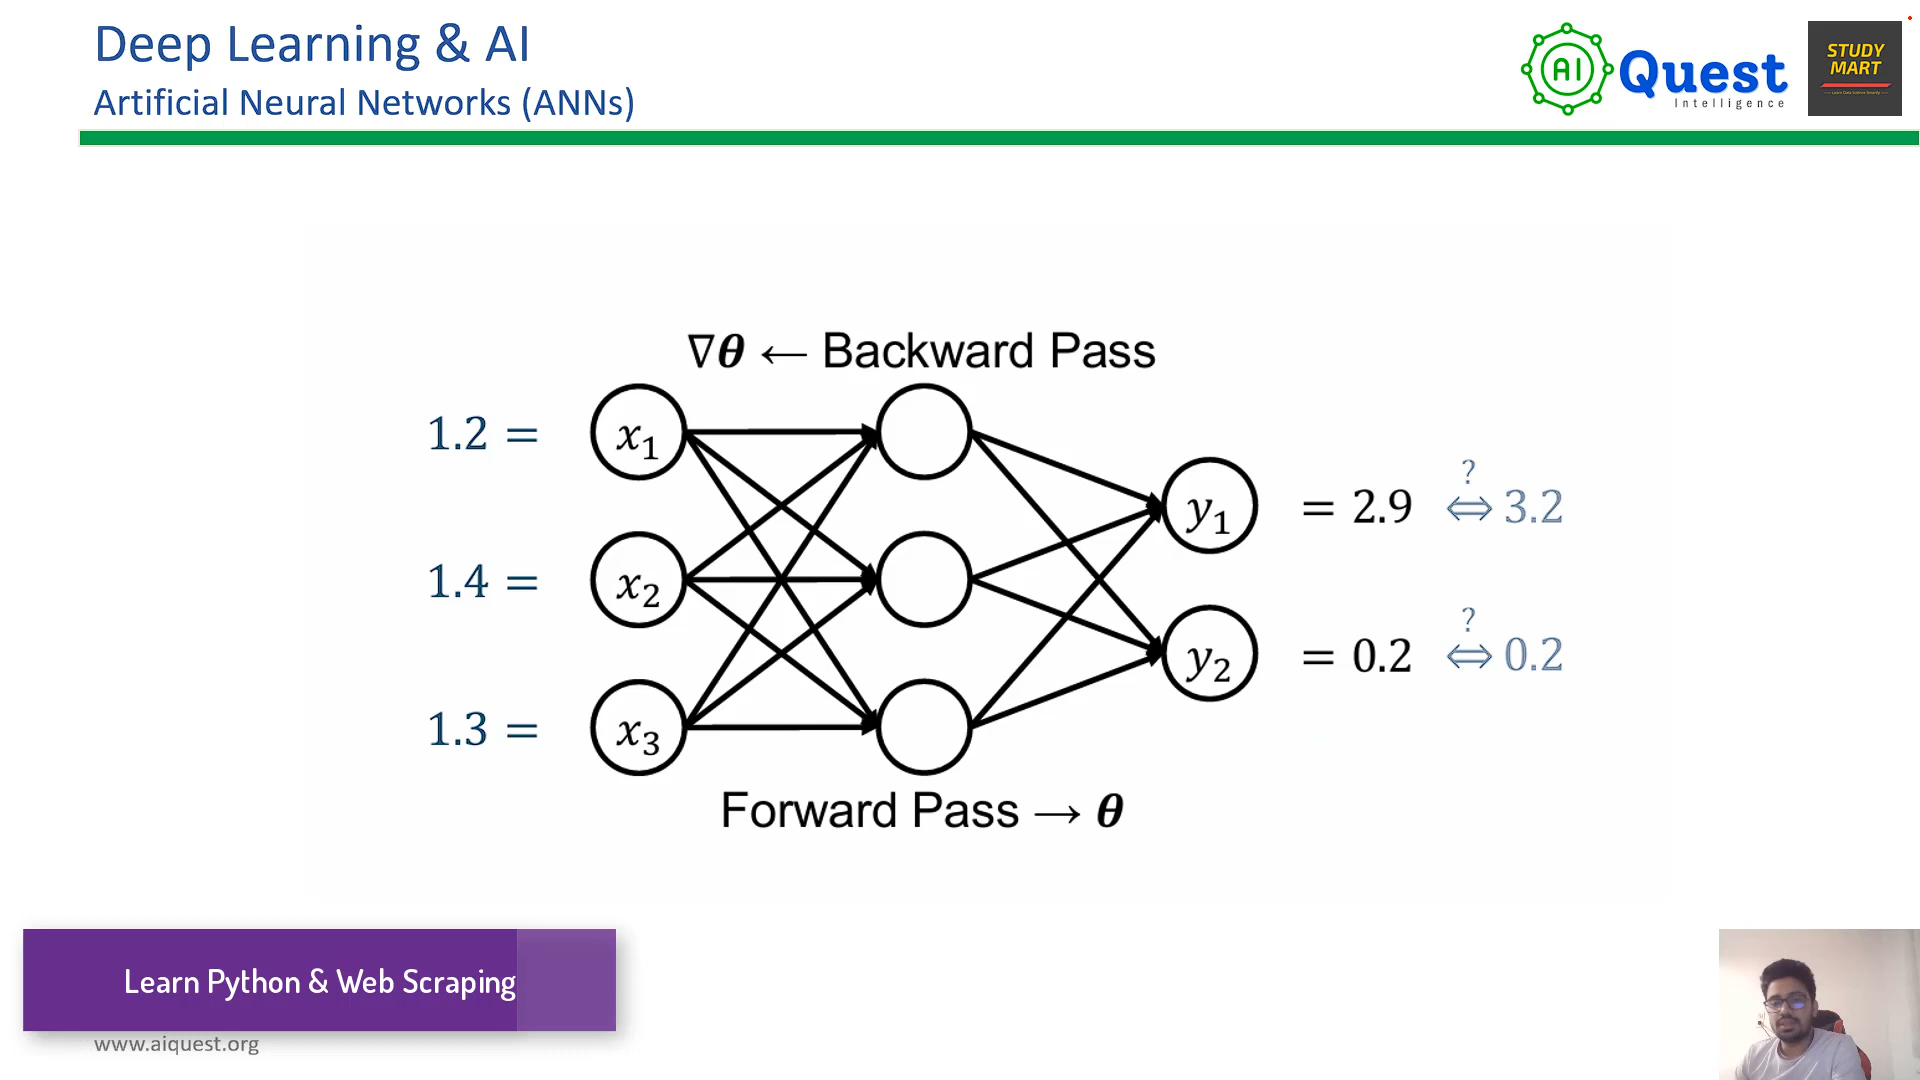 Deep Learning & AI
Artificial Neural Networks (ANNs)
AI Quest
Intelligence
STUDY
MART
∇θ ← Backward Pass
1.2 = x₁
1.4 = x₂
1.3 = x₃
y₁ = 2.9 ?⇔ 3.2
y₂ = 0.2 ?⇔ 0.2
Forward Pass → θ
Learn Python & Web Scraping
www.aiquest.org